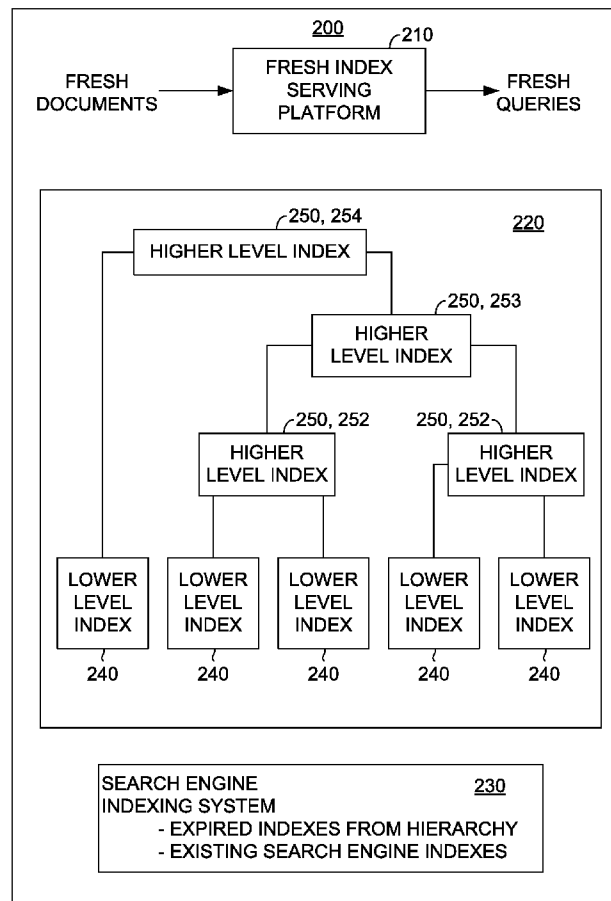 200
210
FRESH
DOCUMENTS
FRESH INDEX
SERVING
PLATFORM
FRESH
QUERIES
220
250, 254
HIGHER LEVEL INDEX
250, 253
HIGHER
LEVEL INDEX
250, 252
HIGHER
LEVEL INDEX
250, 252
HIGHER
LEVEL INDEX
LOWER
LEVEL
INDEX
240
LOWER
LEVEL
INDEX
240
LOWER
LEVEL
INDEX
240
LOWER
LEVEL
INDEX
240
LOWER
LEVEL
INDEX
240
SEARCH ENGINE
INDEXING SYSTEM
230
- EXPIRED INDEXES FROM HIERARCHY
- EXISTING SEARCH ENGINE INDEXES